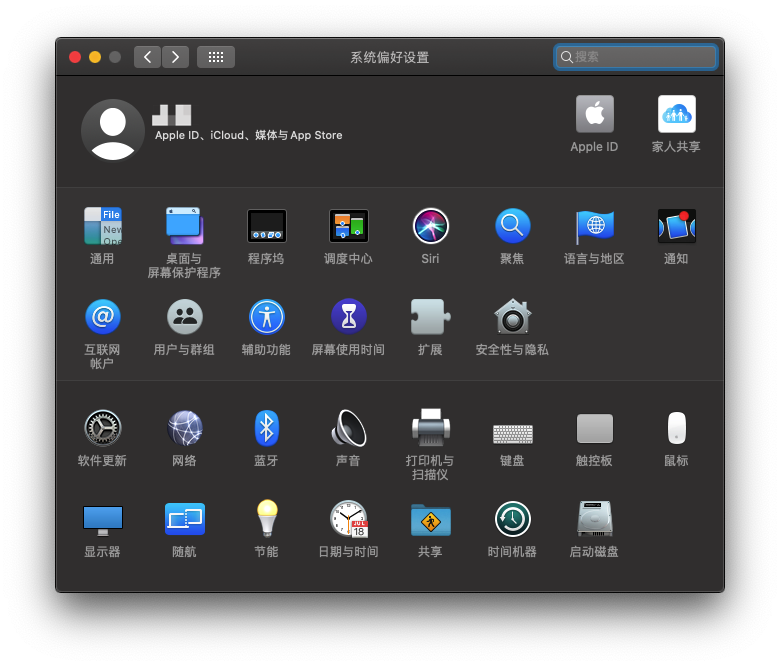 系统偏好设置
搜索
Apple ID、iCloud、媒体与 App Store
Apple ID
家人共享
File
New
Ope
通用
桌面与
屏幕保护程序
程序坞
调度中心
Siri
聚焦
语言与地区
通知
互联网
帐户
用户与群组
辅助功能
屏幕使用时间
扩展
安全性与隐私
软件更新
网络
蓝牙
声音
打印机与
扫描仪
键盘
触控板
鼠标
JUL
18
显示器
随航
节能
日期与时间
共享
时间机器
启动磁盘